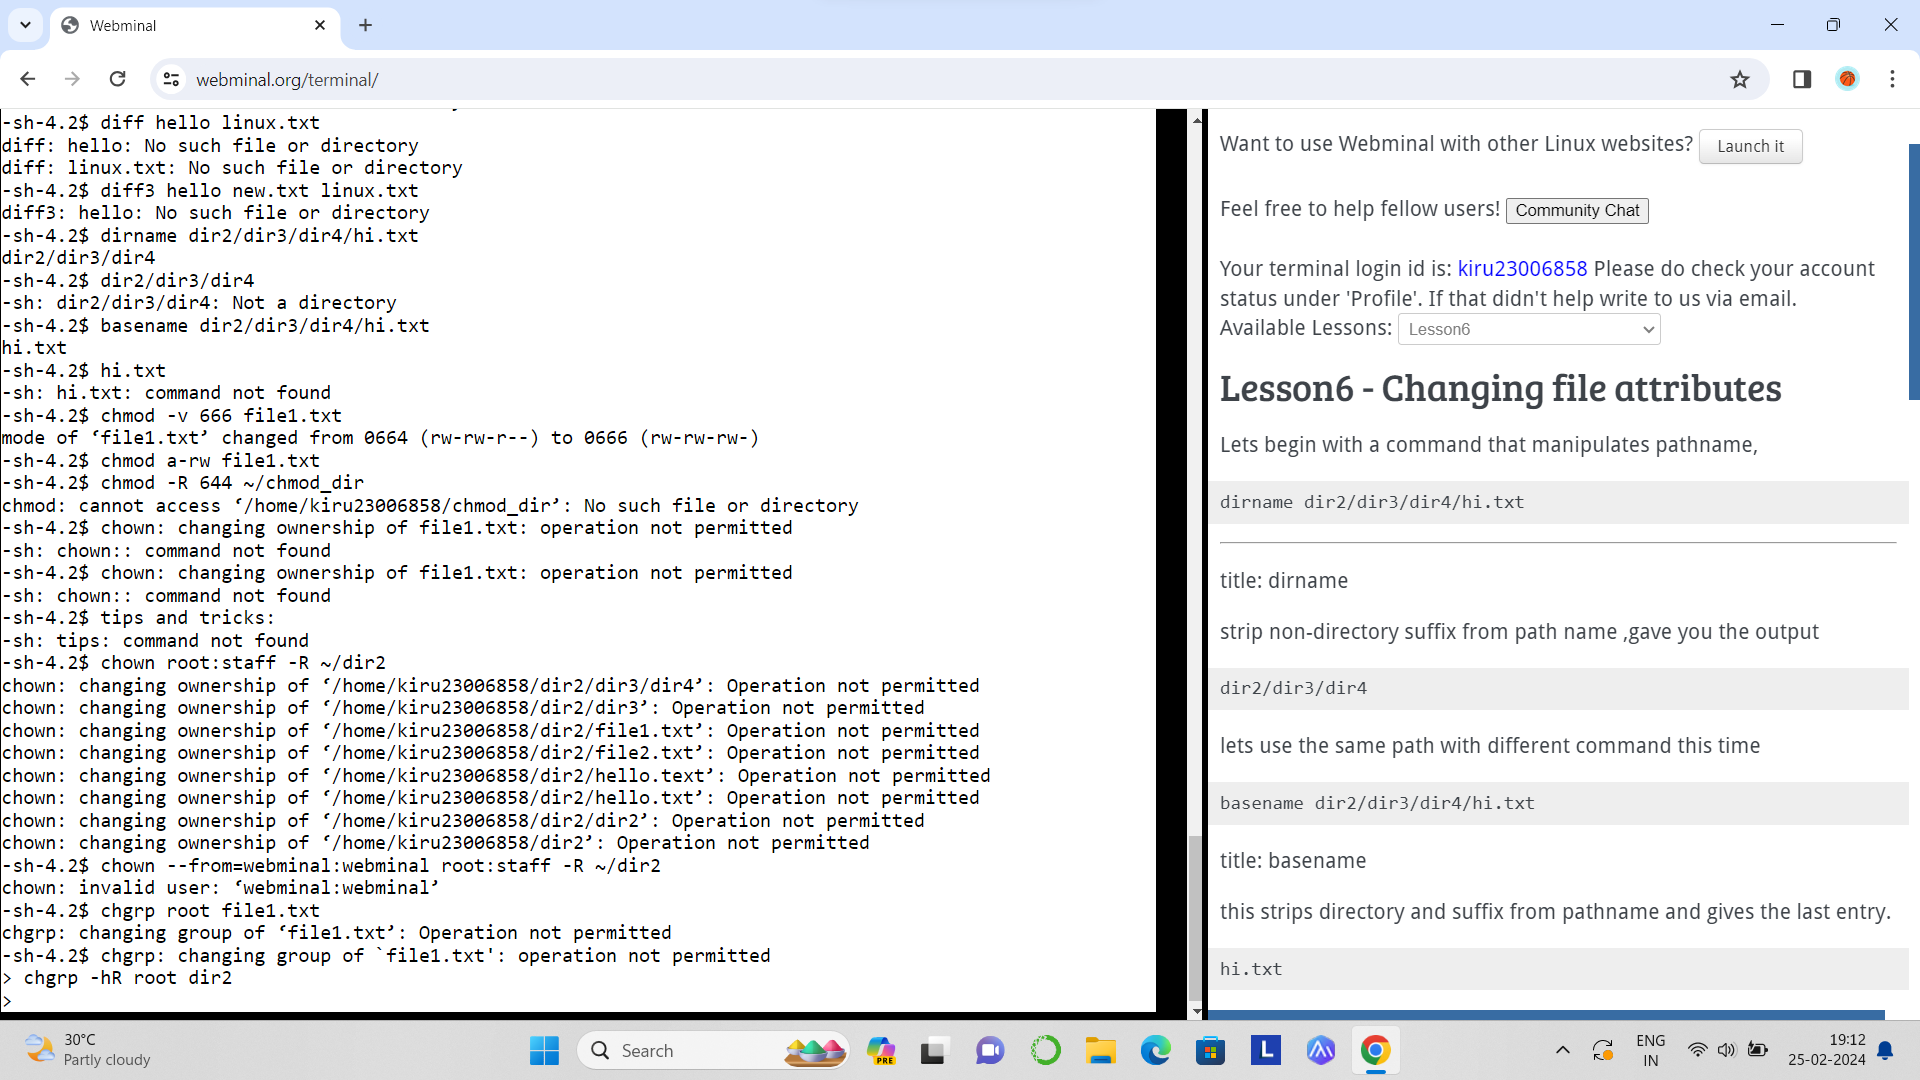 Webminal
webminal.org/terminal/
-sh-4.2$ diff hello linux.txt
diff: hello: No such file or directory
diff: linux.txt: No such file or directory
-sh-4.2$ diff3 hello new.txt linux.txt
diff3: hello: No such file or directory
-sh-4.2$ dirname dir2/dir3/dir4/hi.txt
dir2/dir3/dir4
-sh-4.2$ dir2/dir3/dir4
-sh: dir2/dir3/dir4: Not a directory
-sh-4.2$ basename dir2/dir3/dir4/hi.txt
hi.txt
-sh-4.2$ hi.txt
-sh: hi.txt: command not found
-sh-4.2$ chmod -v 666 file1.txt
mode of ‘file1.txt’ changed from 0664 (rw-rw-r--) to 0666 (rw-rw-rw-)
-sh-4.2$ chmod a-rw file1.txt
-sh-4.2$ chmod -R 644 ~/chmod_dir
chmod: cannot access ‘/home/kiru23006858/chmod_dir’: No such file or directory
-sh-4.2$ chown: changing ownership of file1.txt: operation not permitted
-sh: chown:: command not found
-sh-4.2$ chown: changing ownership of file1.txt: operation not permitted
-sh: chown:: command not found
-sh-4.2$ tips and tricks:
-sh: tips: command not found
-sh-4.2$ chown root:staff -R ~/dir2
chown: changing ownership of ‘/home/kiru23006858/dir2/dir3/dir4’: Operation not permitted
chown: changing ownership of ‘/home/kiru23006858/dir2/dir3’: Operation not permitted
chown: changing ownership of ‘/home/kiru23006858/dir2/file1.txt’: Operation not permitted
chown: changing ownership of ‘/home/kiru23006858/dir2/file2.txt’: Operation not permitted
chown: changing ownership of ‘/home/kiru23006858/dir2/hello.text’: Operation not permitted
chown: changing ownership of ‘/home/kiru23006858/dir2/hello.txt’: Operation not permitted
chown: changing ownership of ‘/home/kiru23006858/dir2/dir2’: Operation not permitted
chown: changing ownership of ‘/home/kiru23006858/dir2’: Operation not permitted
-sh-4.2$ chown --from=webminal:webminal root:staff -R ~/dir2
chown: invalid user: ‘webminal:webminal’
-sh-4.2$ chgrp root file1.txt
chgrp: changing group of ‘file1.txt’: Operation not permitted
-sh-4.2$ chgrp: changing group of `file1.txt': operation not permitted
> chgrp -hR root dir2
>
Want to use Webminal with other Linux websites? Launch it
Feel free to help fellow users! Community Chat
Your terminal login id is: kiru23006858 Please do check your account
status under 'Profile'. If that didn't help write to us via email.
Available Lessons: Lesson6
Lesson6 - Changing file attributes
Lets begin with a command that manipulates pathname,
dirname dir2/dir3/dir4/hi.txt
title: dirname
strip non-directory suffix from path name ,gave you the output
dir2/dir3/dir4
lets use the same path with different command this time
basename dir2/dir3/dir4/hi.txt
title: basename
this strips directory and suffix from pathname and gives the last entry.
hi.txt
30°C
Partly cloudy
Search
PRE
L
ENG
IN
19:12
25-02-2024